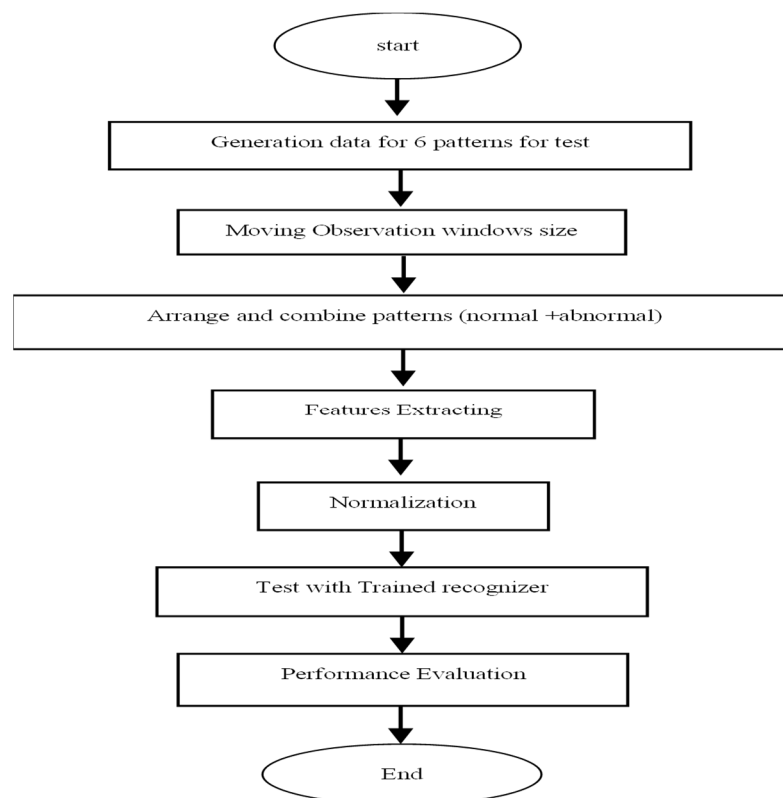 start
Generation data for 6 patterns for test
Moving Observation windows size
Arrange and combine patterns (normal +abnormal)
Features Extracting
Normalization
Test with Trained recognizer
Performance Evaluation
End